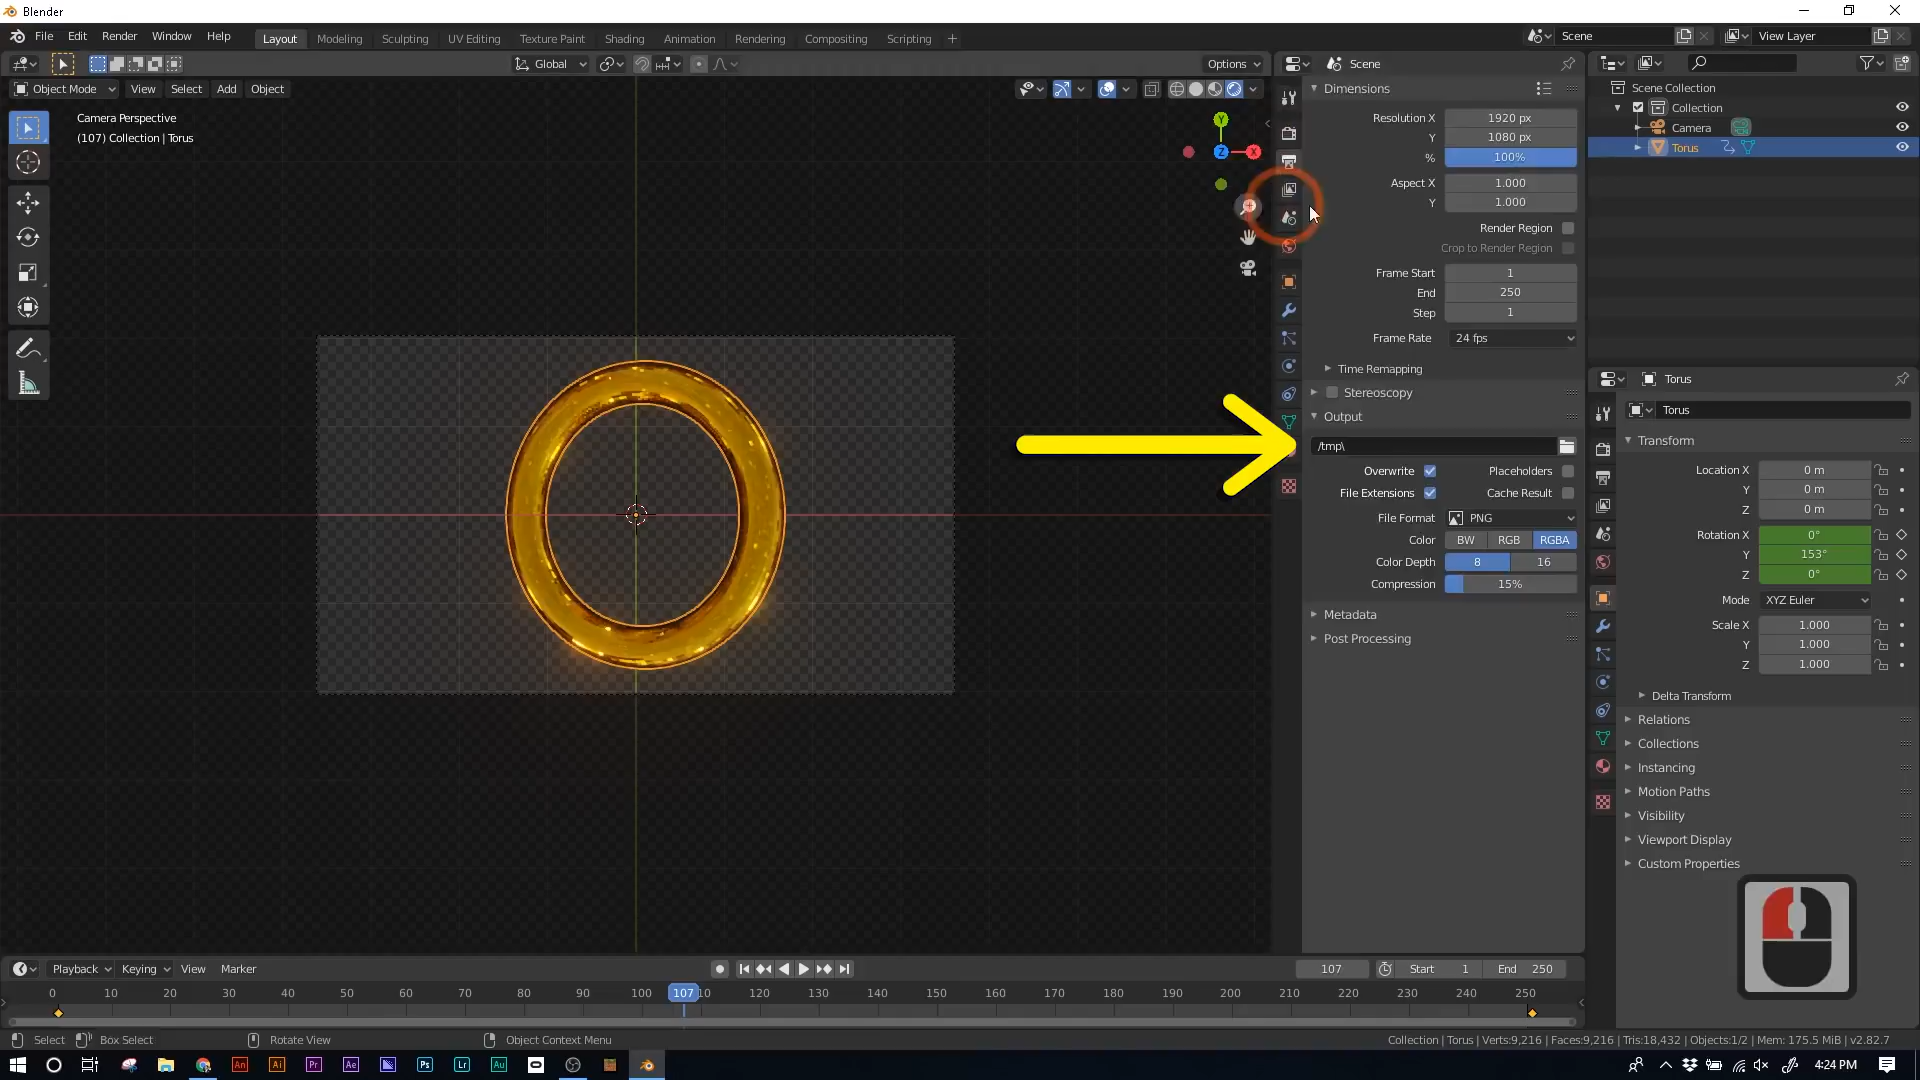 Blender
File Edit Render Window Help
Layout Modeling Sculpting UV Editing Texture Paint Shading Animation Rendering Compositing Scripting +
Scene
View Layer
Global
Options
Scene
Object Mode View Select Add Object
Camera Perspective
(107) Collection | Torus
Y
Z
X
Dimensions
Resolution X 1920 px
Y 1080 px
% 100%
Aspect X 1.000
Y 1.000
Render Region
Crop to Render Region
Frame Start 1
End 250
Step 1
Frame Rate 24 fps
Time Remapping
Stereoscopy
Output
/tmp\
Overwrite Placeholders
File Extensions Cache Result
File Format PNG
Color BW RGB RGBA
Color Depth 8 16
Compression 15%
Metadata
Post Processing
Scene Collection
Collection
Camera
Torus
Torus
Torus
Transform
Location X 0 m
Y 0 m
Z 0 m
Rotation X 0°
Y 153°
Z 0°
Mode XYZ Euler
Scale X 1.000
Y 1.000
Z 1.000
Delta Transform
Relations
Collections
Instancing
Motion Paths
Visibility
Viewport Display
Custom Properties
Playback Keying View Marker
107 Start 1 End 250
0 10 20 30 40 50 60 70 80 90 100 107 10 120 130 140 150 160 170 180 190 200 210 220 230 240 250
Select Box Select Rotate View Object Context Menu
Collection | Torus | Verts:9,216 | Faces:9,216 | Tris:18,432 | Objects:1/2 | Mem: 175.5 MiB | v2.82.7
An Ai Pr Ae Ps Lr Au
4:24 PM